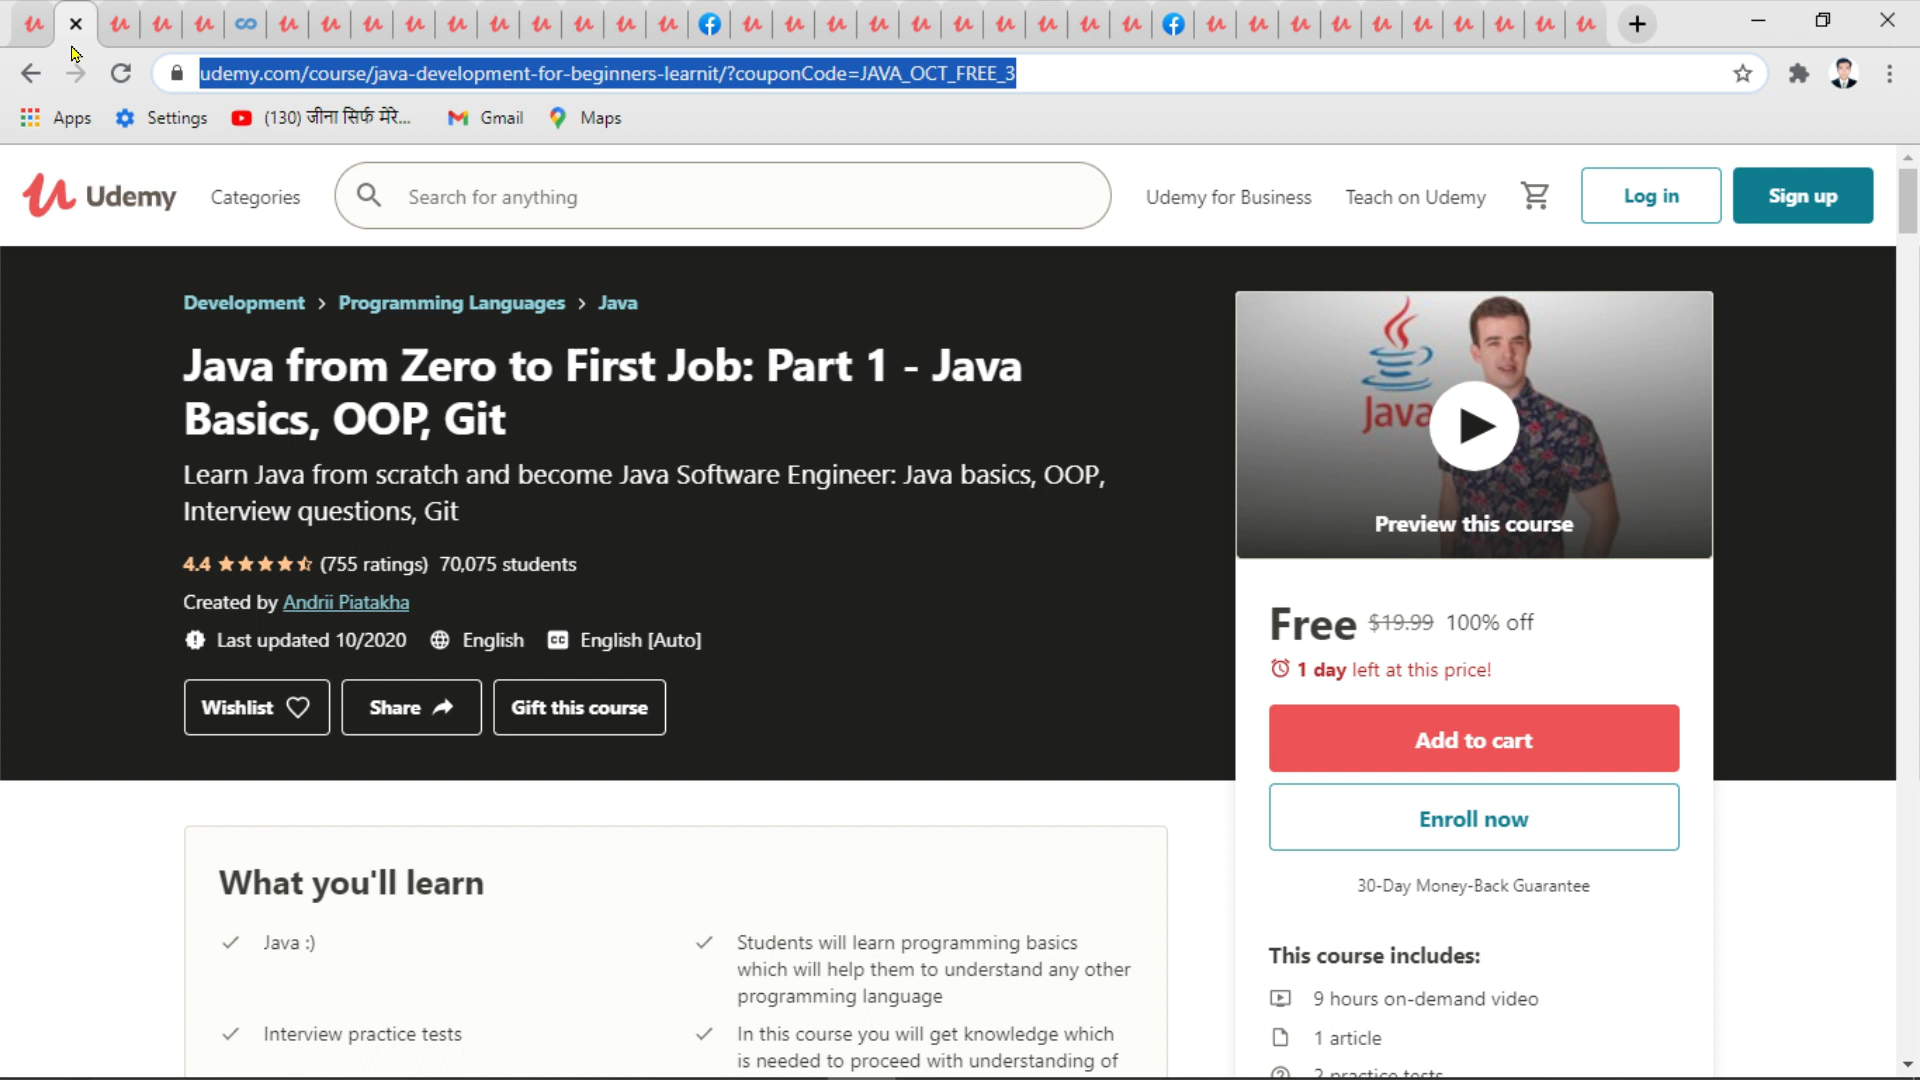 udemy.com/course/java-development-for-beginners-learnit/?couponCode=JAVA_OCT_FREE_3
Apps Settings (130) जीना सिर्फ मेरे... Gmail Maps
Udemy Categories Search for anything Udemy for Business Teach on Udemy Log in Sign up
Development > Programming Languages > Java
Java from Zero to First Job: Part 1 - Java
Basics, OOP, Git
Learn Java from scratch and become Java Software Engineer: Java basics, OOP,
Interview questions, Git
4.4 (755 ratings) 70,075 students
Created by Andrii Piatakha
Last updated 10/2020 English CC English [Auto]
Wishlist Share Gift this course
Java
Preview this course
Free $19.99 100% off
1 day left at this price!
Add to cart
Enroll now
30-Day Money-Back Guarantee
This course includes:
9 hours on-demand video
1 article
2 practice tests
What you'll learn
Java :)
Students will learn programming basics
which will help them to understand any other
programming language
Interview practice tests
In this course you will get knowledge which
is needed to proceed with understanding of